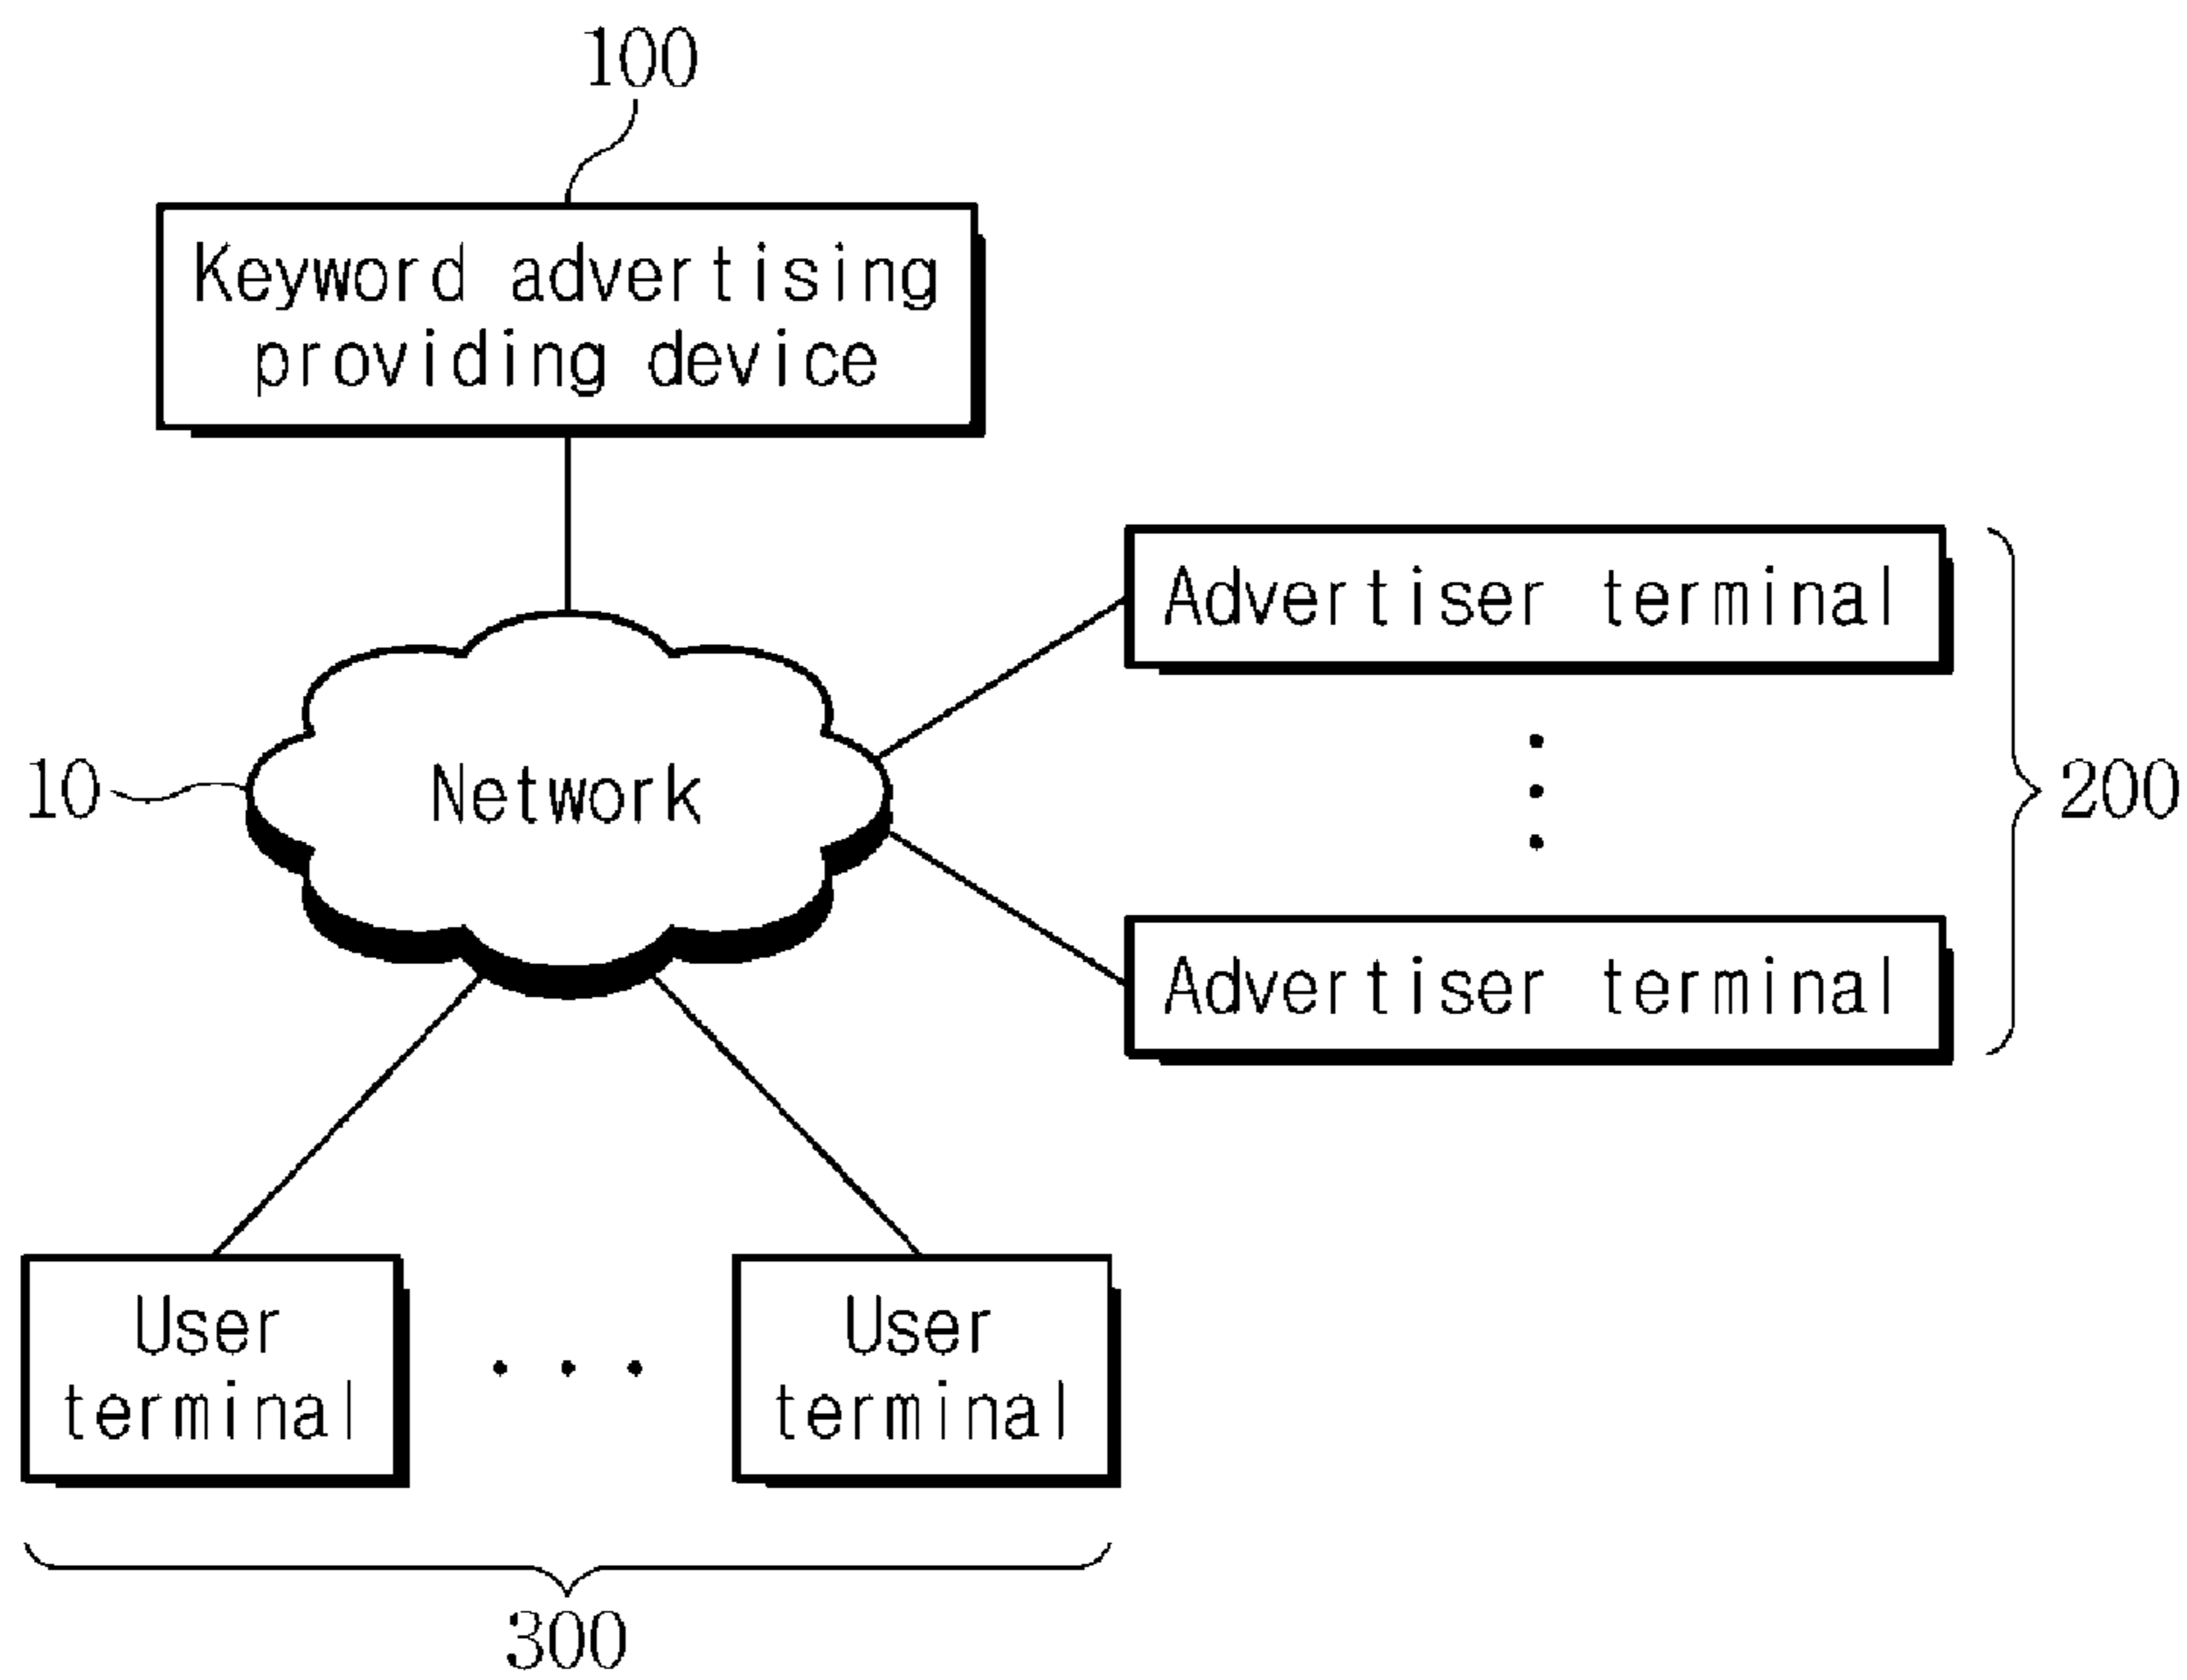 100
Keyword advertising
providing device
Advertiser terminal
10
Network
200
Advertiser terminal
User
terminal
User
terminal
300